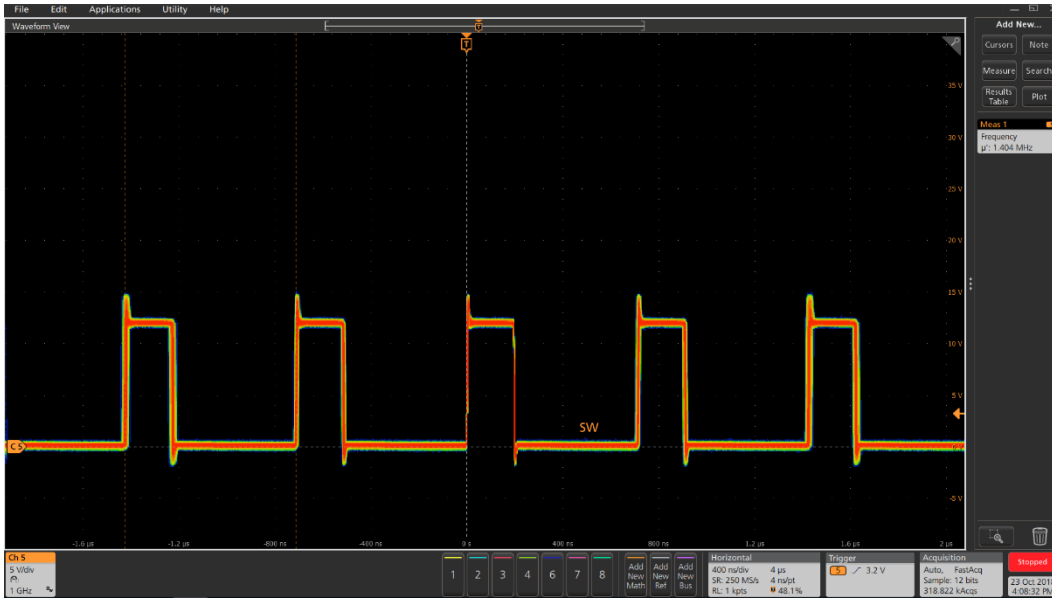 File Edit Applications Utility Help
Waveform View
T
T
Add New...
Cursors Note
Measure Search
Results Table Plot
Meas 1
Frequency
µ': 1.404 MHz
35 V
30 V
25 V
20 V
15 V
10 V
5 V
-5 V
C 5
SW
-1.6 µs -1.2 µs -800 ns -400 ns 0 s 400 ns 800 ns 1.2 µs 1.6 µs 2 µs
Ch 5
5 V/div
1 GHz
1 2 3 4 6 7 8
Add New Math
Add New Ref
Add New Bus
Horizontal
400 ns/div 4 µs
SR: 250 MS/s 4 ns/pt
RL: 1 kpts 48.1%
Trigger
5 3.2 V
Acquisition
Auto, FastAcq
Sample: 12 bits
318.822 kAcqs
Stopped
23 Oct 2018
4:08:32 PM